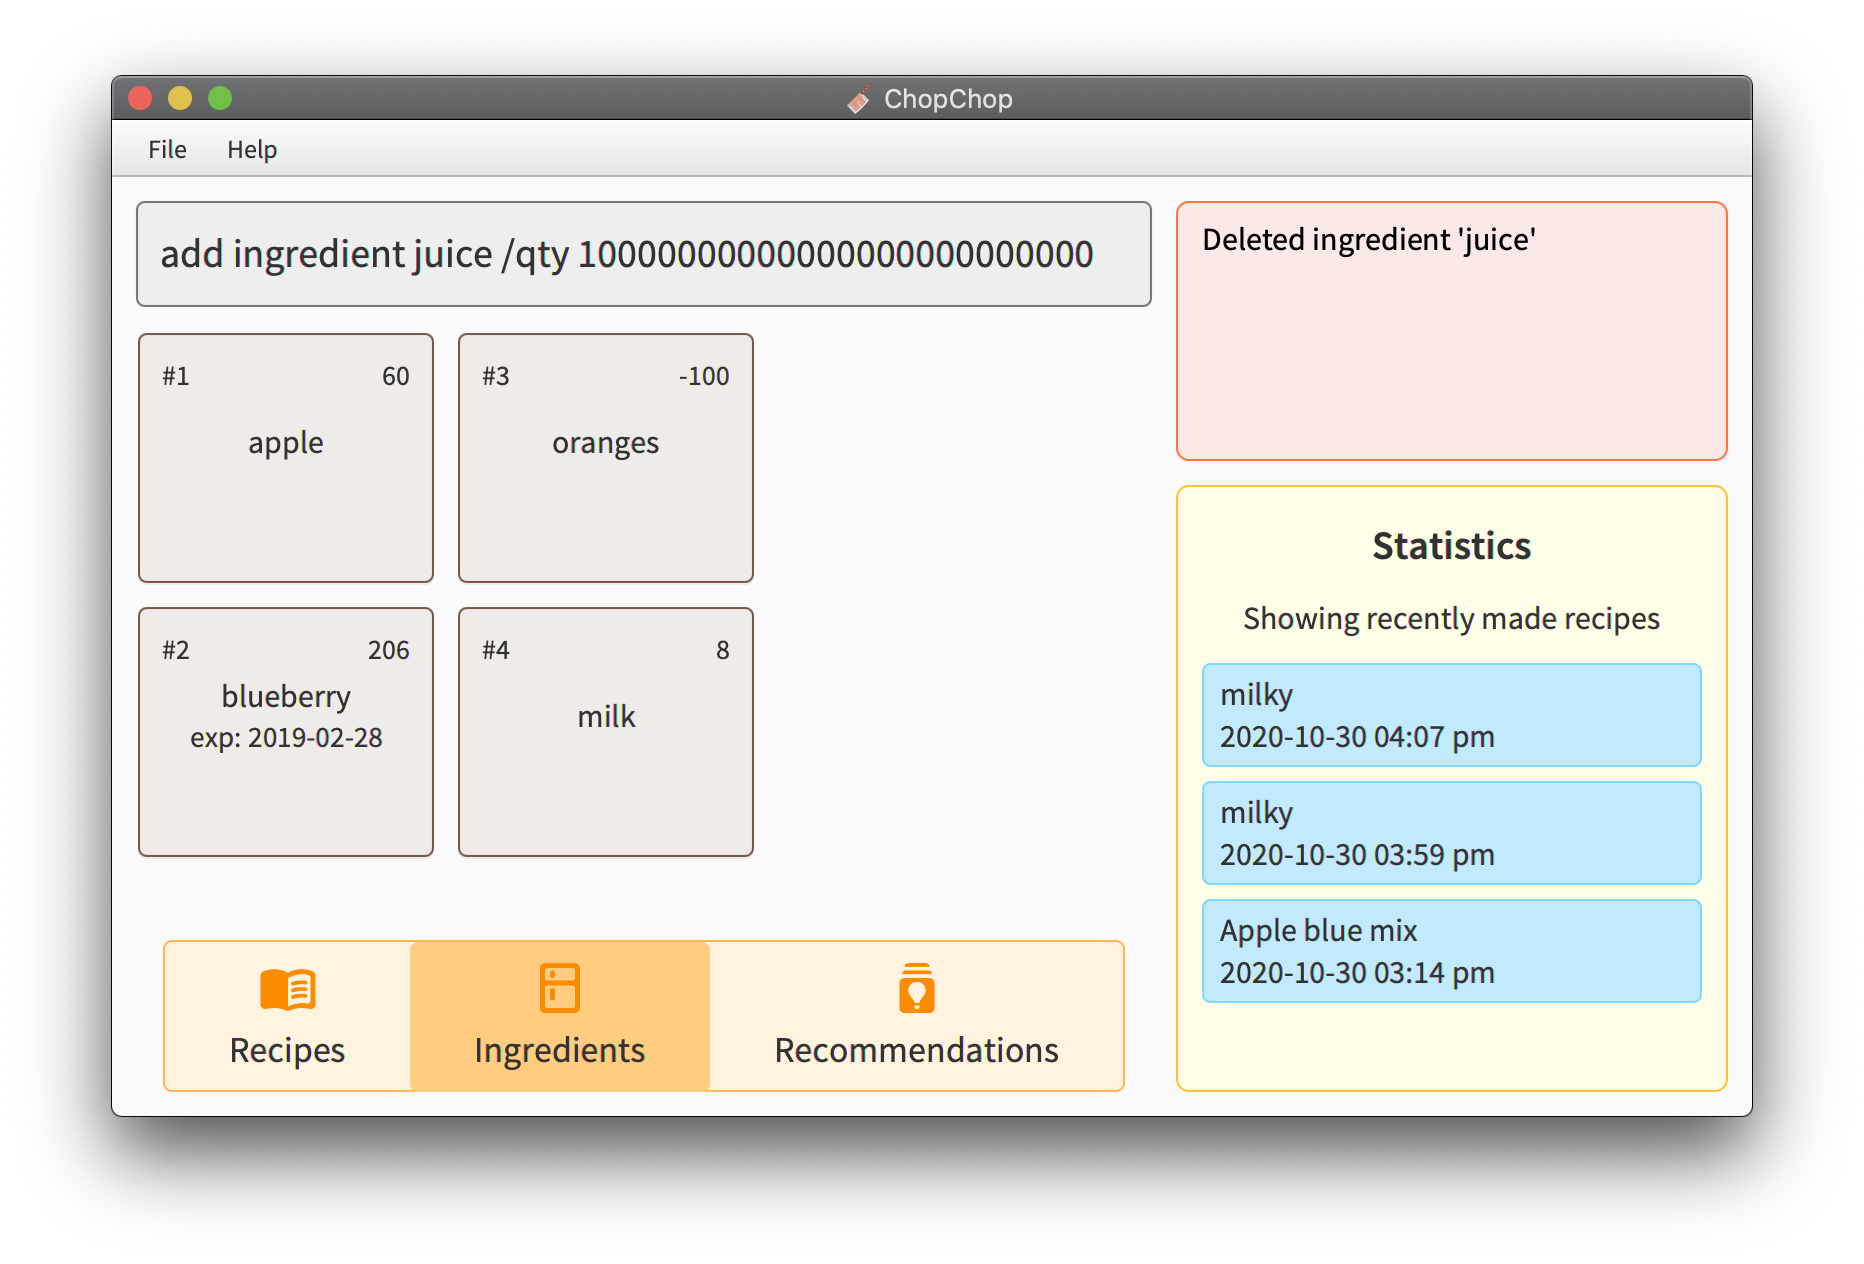 ChopChop
File Help
add ingredient juice /qty 10000000000000000000000000
Deleted ingredient 'juice'
#1 60
apple
#3 -100
oranges
#2 206
blueberry
exp: 2019-02-28
#4 8
milk
Statistics
Showing recently made recipes
milky
2020-10-30 04:07 pm
milky
2020-10-30 03:59 pm
Apple blue mix
2020-10-30 03:14 pm
Recipes
Ingredients
Recommendations